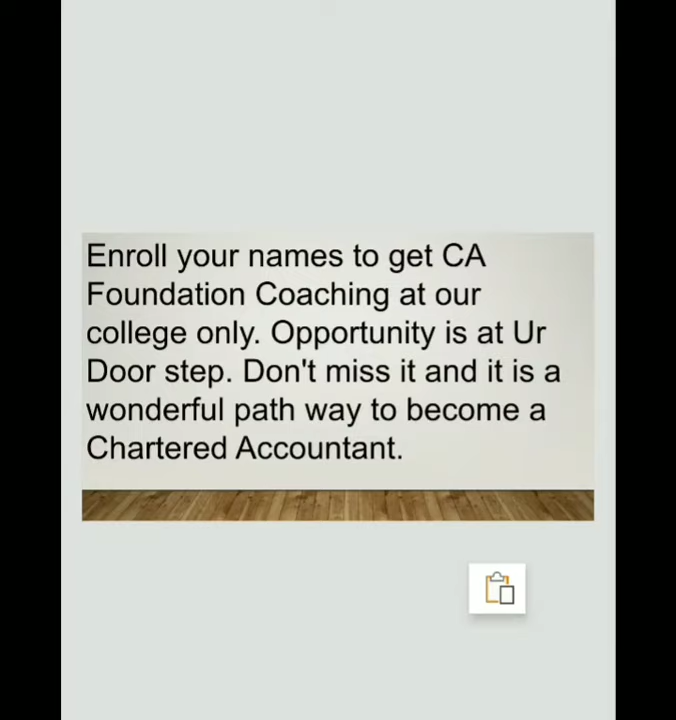 Enroll your names to get CA
Foundation Coaching at our
college only. Opportunity is at Ur
Door step. Don't miss it and it is a
wonderful path way to become a
Chartered Accountant.